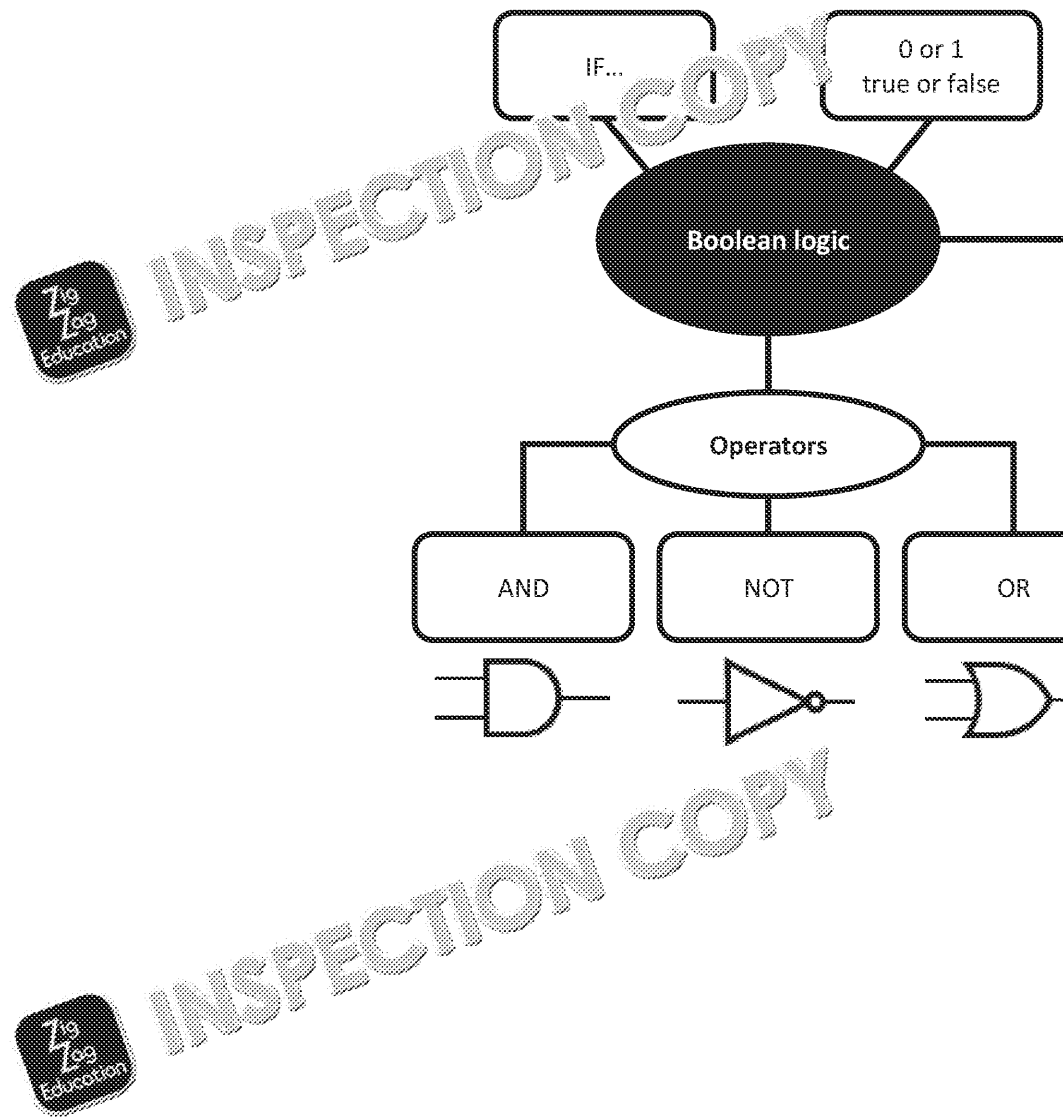 IF...
0 or 1
true or false
INSPECTION COPY
Boolean logic
Zig
Zag
Education
Operators
AND
NOT
OR
INSPECTION COPY
Zig
Zag
Education